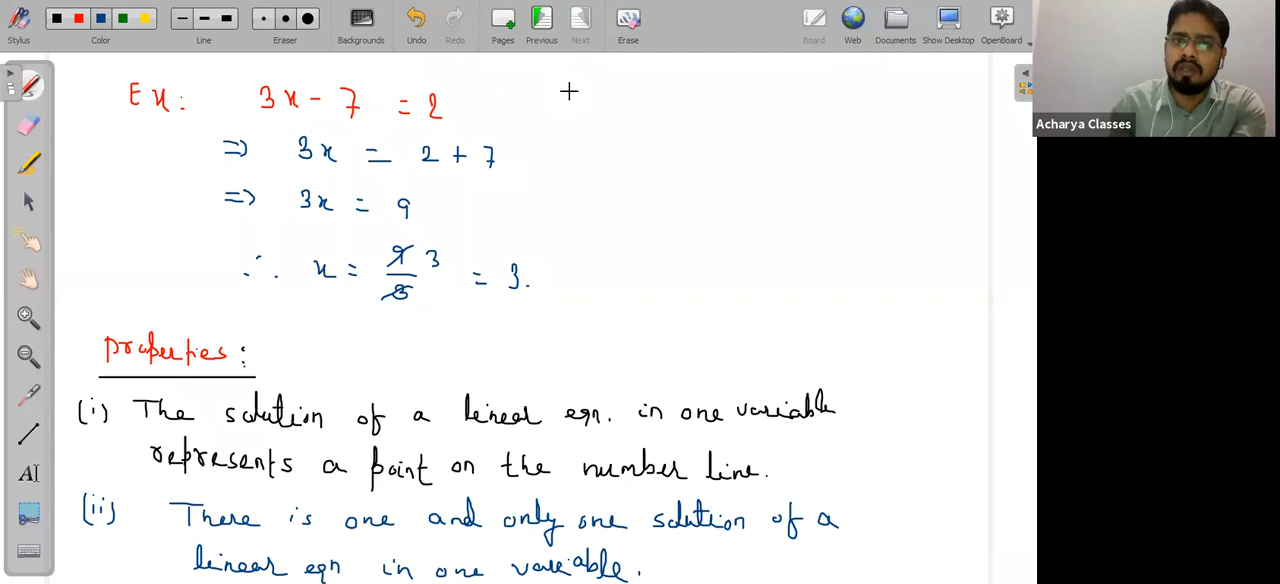 Stylus Color Line Eraser Backgrounds Undo Redo Pages Previous Next Erase Board Web Documents Show Desktop OpenBoard
Acharya Classes
Ex: 3x - 7 = 2
⇒ 3x = 2 + 7
⇒ 3x = 9
∴ x = 9/3 3 = 3.
Properties:
(i) The solution of a linear eqn. in one variable
represents a point on the number line.
(ii) There is one and only one solution of a
linear eqn in one variable.
AI